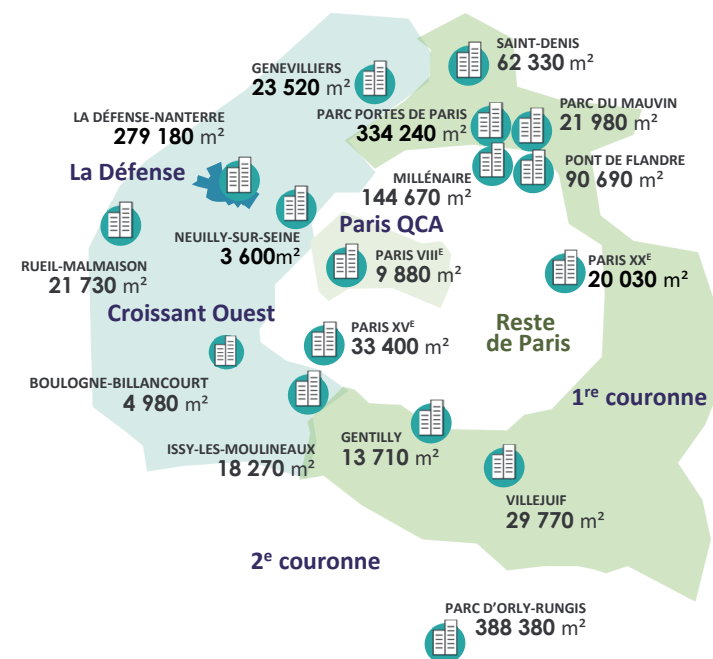 SAINT-DENIS
62 330 m²
GENEVILLIERS
23 520 m²
PARC DU MAUVIN
21 980 m²
LA DÉFENSE-NANTERRE
279 180 m²
PARC PORTES DE PARIS
334 240 m²
La Défense
MILLÉNAIRE
144 670 m²
PONT DE FLANDRE
90 690 m²
Paris QCA
NEUILLY-SUR-SEINE
3 600m²
RUEIL-MALMAISON
21 730 m²
PARIS VIIIᴱ
9 880 m²
PARIS XXᴱ
20 030 m²
Croissant Ouest
PARIS XVᴱ
33 400 m²
Reste
de Paris
BOULOGNE-BILLANCOURT
4 980 m²
1ʳᵉ couronne
ISSY-LES-MOULINEAUX
18 270 m²
GENTILLY
13 710 m²
VILLEJUIF
29 770 m²
2ᵉ couronne
PARC D'ORLY-RUNGIS
388 380 m²